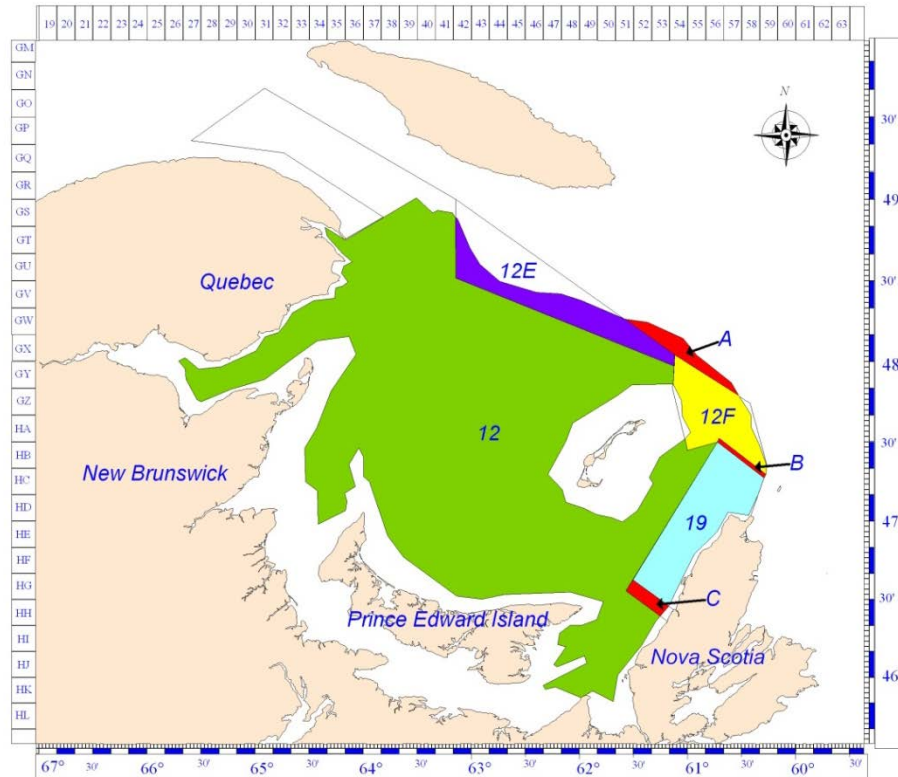 19 20 21 22 23 24 25 26 27 28 29 30 31 32 33 34 35 36 37 38 39 40 41 42 43 44 45 46 47 48 49 50 51 52 53 54 55 56 57 58 59 60 61 62 63
GM
GN
GO
N
GP
30'
GQ
GR
49
GS
GT
GU
12E
Quebec
30'
GV
GW
A
GX
48
GY
GZ
12F
HA
12
30'
HB
B
New Brunswick
HC
HD
19
47
HE
HF
HG
C
30'
HH
Prince Edward Island
HI
Nova Scotia
HJ
46
HK
HL
67° 30' 66° 30' 65° 30' 64° 30' 63° 30' 62° 30' 61° 30' 60°